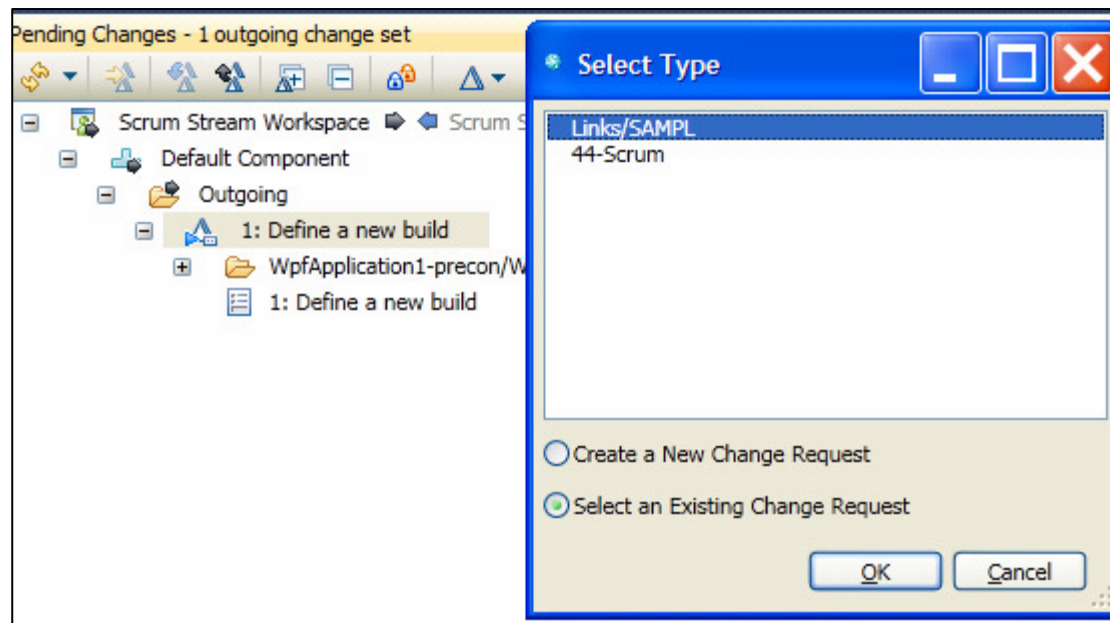 Pending Changes - 1 outgoing change set
Scrum Stream Workspace
Scrum
Default Component
Outgoing
1: Define a new build
WpfApplication1-precon/W
1: Define a new build
Select Type
Links/SAMPL
44-Scrum
Create a New Change Request
Select an Existing Change Request
OK
Cancel